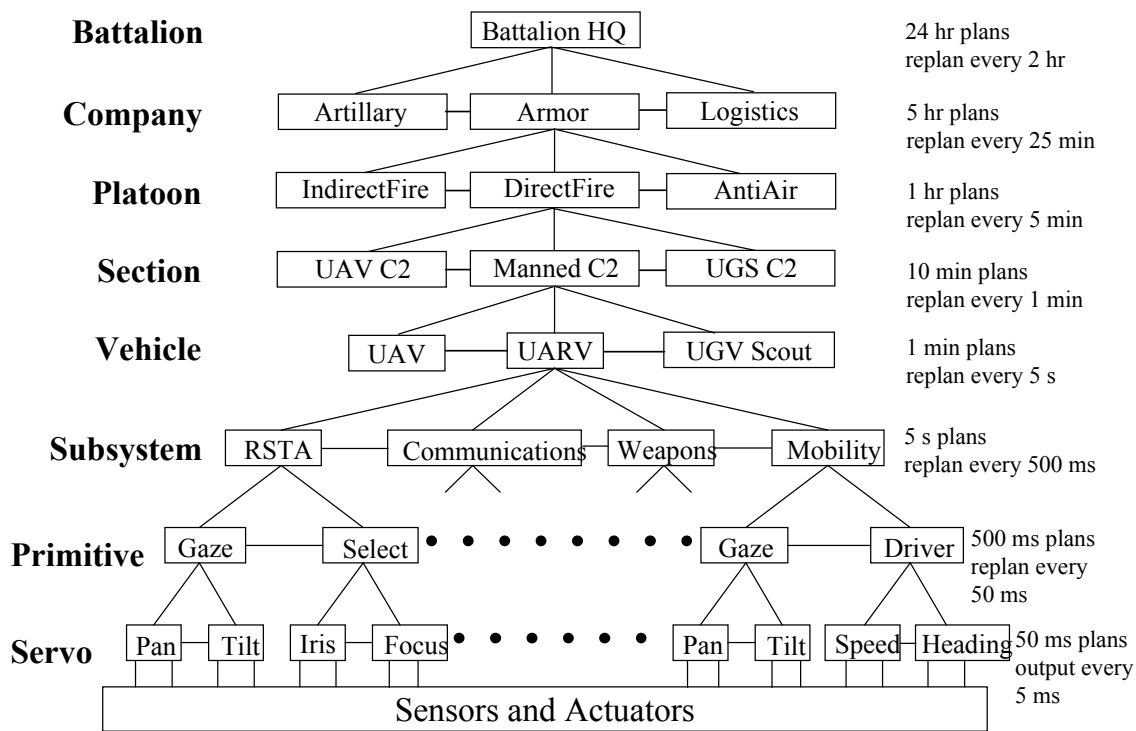 Battalion
Battalion HQ
24 hr plans
replan every 2 hr
Company
Artillary
Armor
Logistics
5 hr plans
replan every 25 min
Platoon
IndirectFire
DirectFire
AntiAir
1 hr plans
replan every 5 min
Section
UAV C2
Manned C2
UGS C2
10 min plans
replan every 1 min
Vehicle
UAV
UARV
UGV Scout
1 min plans
replan every 5 s
Subsystem
RSTA
Communications
Weapons
Mobility
5 s plans
replan every 500 ms
Primitive
Gaze
Select
Gaze
Driver
500 ms plans
replan every
50 ms
Servo
Pan
Tilt
Iris
Focus
Pan
Tilt
Speed
Heading
50 ms plans
output every
5 ms
Sensors and Actuators